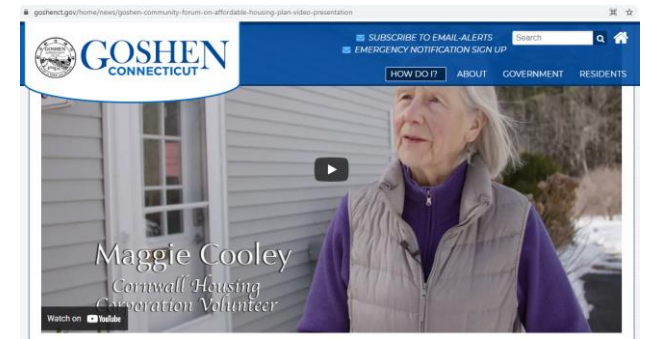 goshenct.gov/home/news/goshen-community-forum-on-affordable-housing-plan-video-presentation
SUBSCRIBE TO EMAIL-ALERTS
Search
EMERGENCY NOTIFICATION SIGN UP
GOSHEN
CONNECTICUT
HOW DO I?
ABOUT
GOVERNMENT
RESIDENTS
Maggie Cooley
Cornwall Housing
Corporation Volunteer
Watch on YouTube